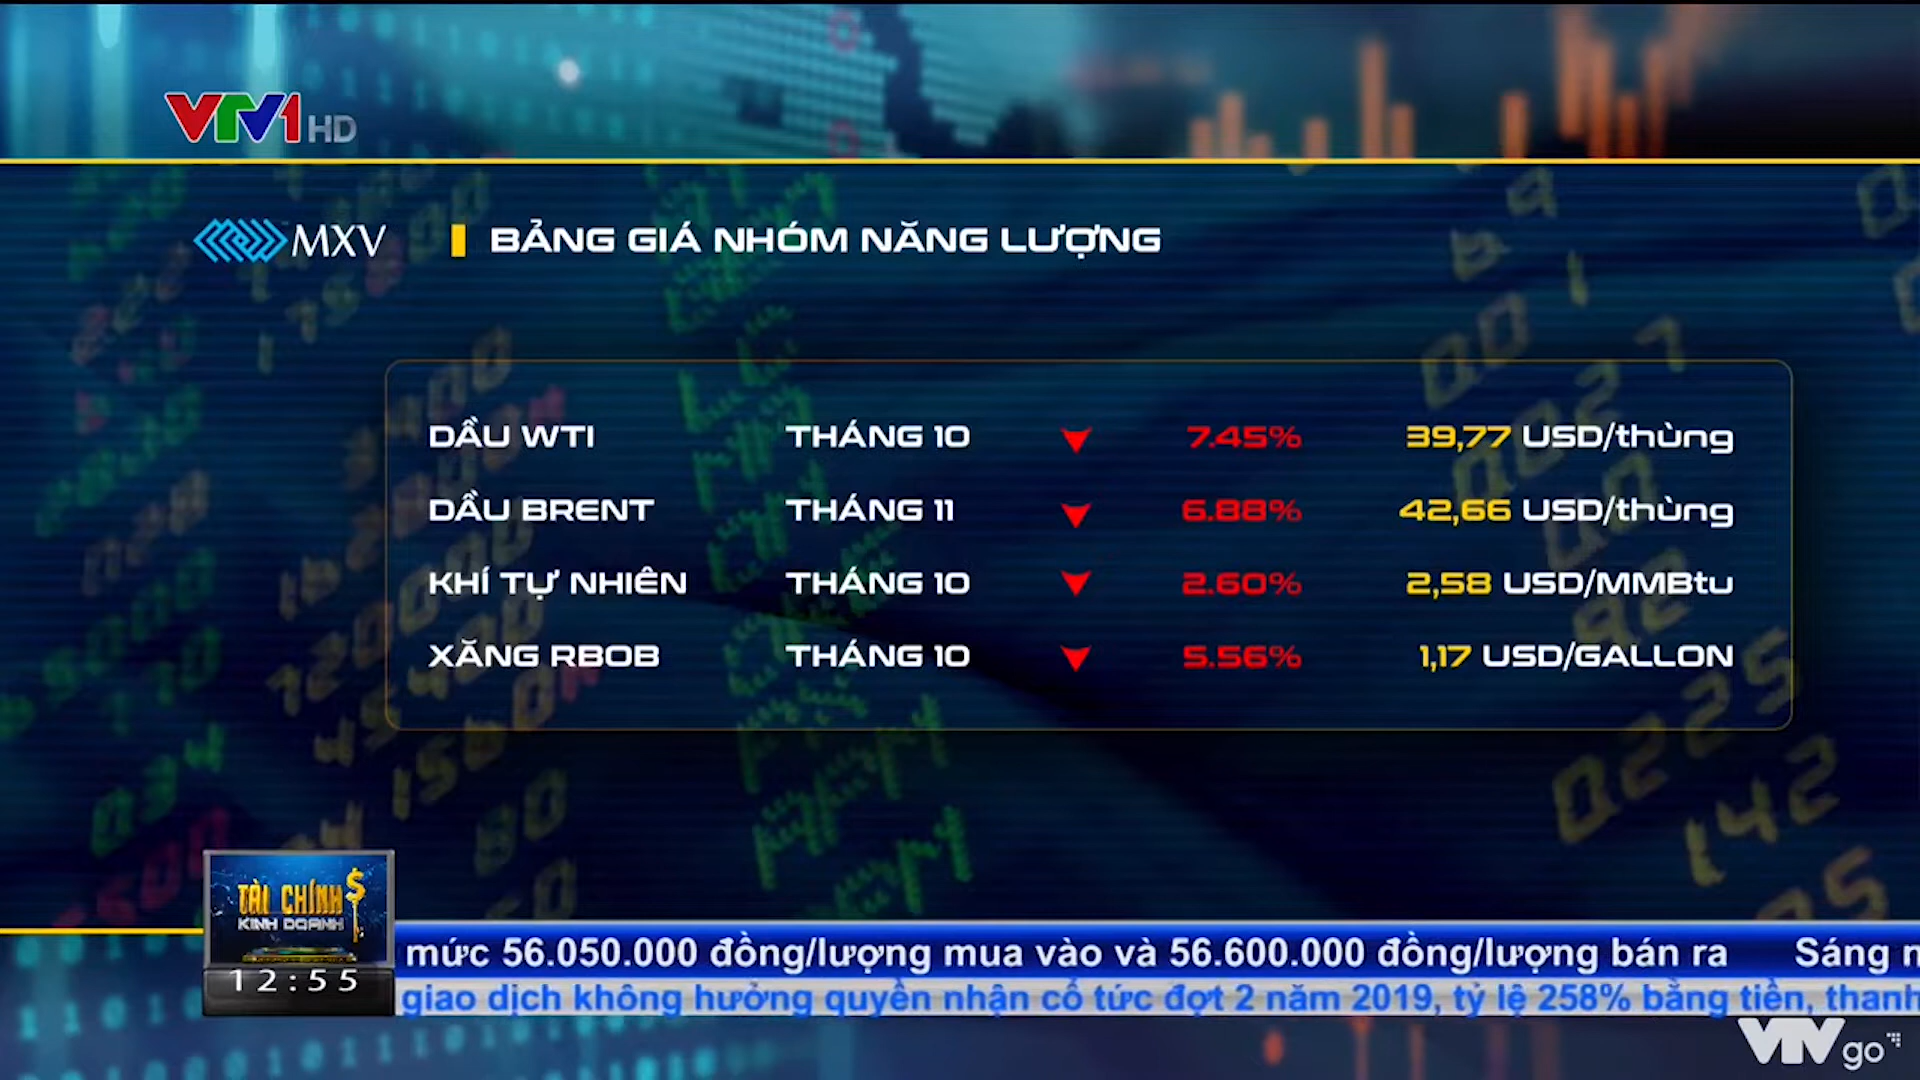 VTV1 HD
MXV
BẢNG GIÁ NHÓM NĂNG LƯỢNG
DẦU WTI THÁNG 10 7.45% 39,77 USD/thùng
DẦU BRENT THÁNG 11 6.88% 42,66 USD/thùng
KHÍ TỰ NHIÊN THÁNG 10 2.60% 2,58 USD/MMBtu
XĂNG RBOB THÁNG 10 5.56% 1,17 USD/GALLON
TÀI CHÍNH $
KINH DOANH
12:55
mức 56.050.000 đồng/lượng mua vào và 56.600.000 đồng/lượng bán ra Sáng n
giao dịch không hưởng quyền nhận cổ tức đợt 2 năm 2019, tỷ lệ 258% bằng tiền, thanh
VTV go